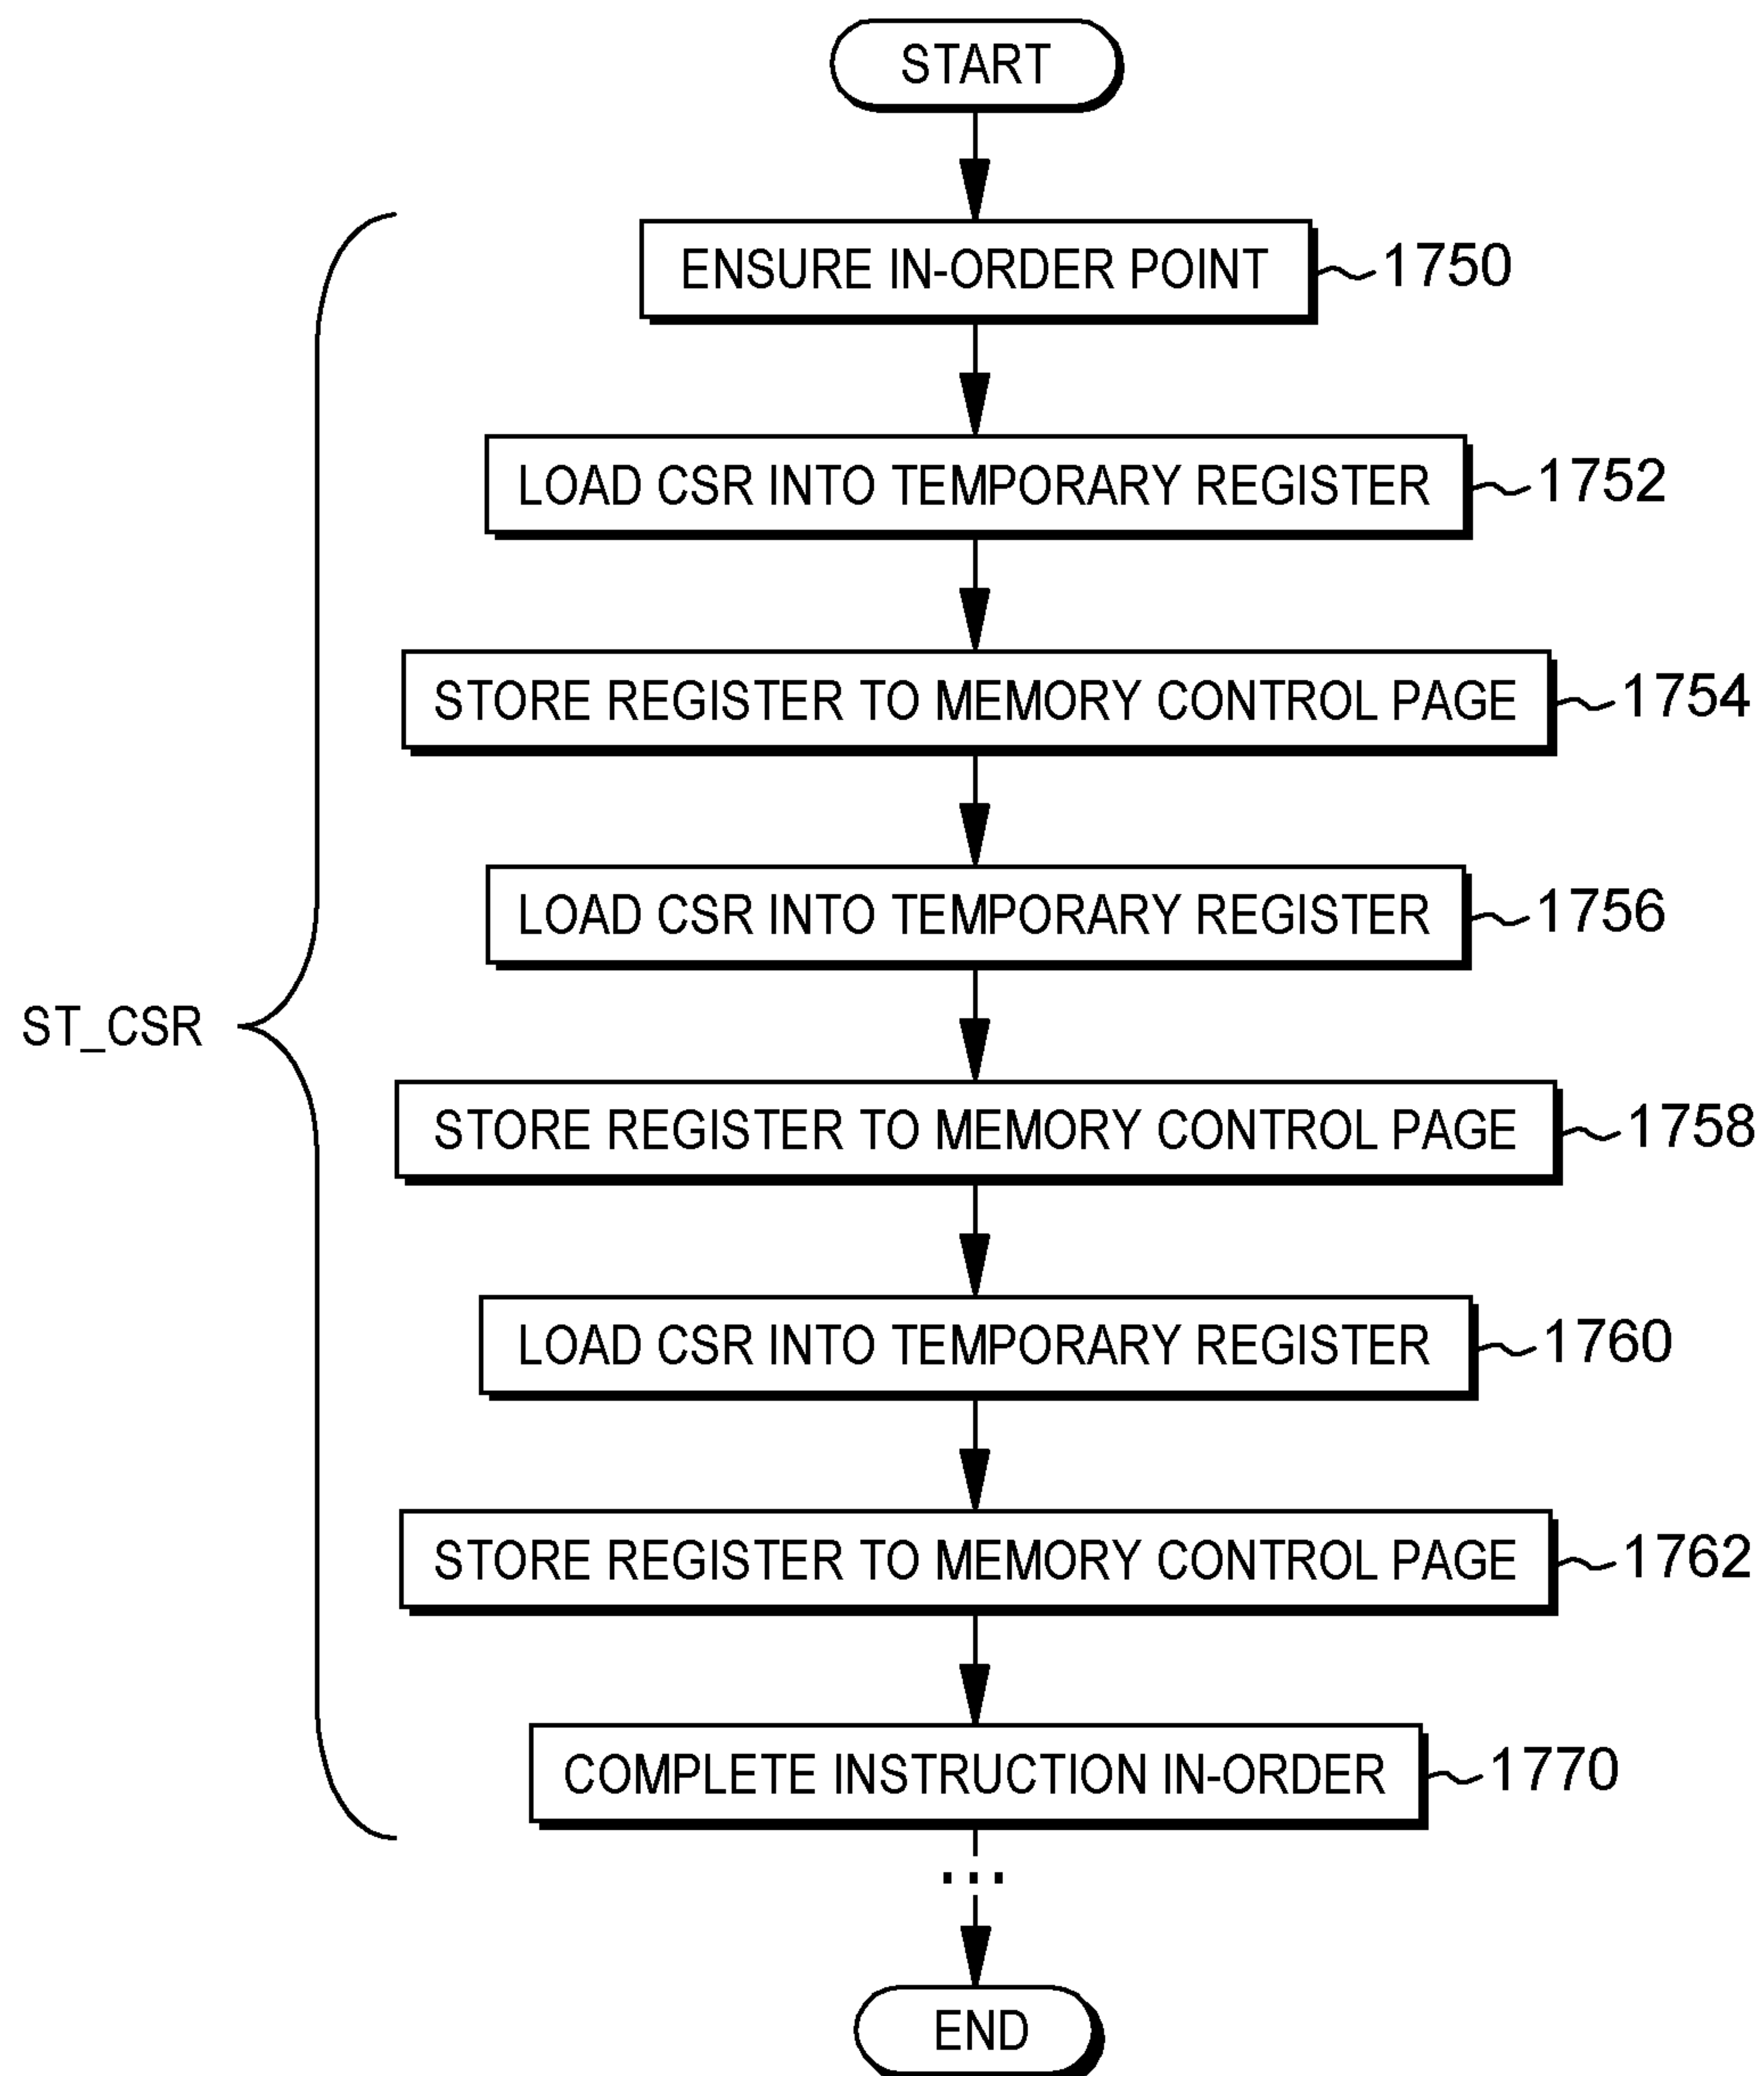 START
ENSURE IN-ORDER POINT 1750
LOAD CSR INTO TEMPORARY REGISTER 1752
STORE REGISTER TO MEMORY CONTROL PAGE 1754
LOAD CSR INTO TEMPORARY REGISTER 1756
ST_CSR
STORE REGISTER TO MEMORY CONTROL PAGE 1758
LOAD CSR INTO TEMPORARY REGISTER 1760
STORE REGISTER TO MEMORY CONTROL PAGE 1762
COMPLETE INSTRUCTION IN-ORDER 1770
...
END